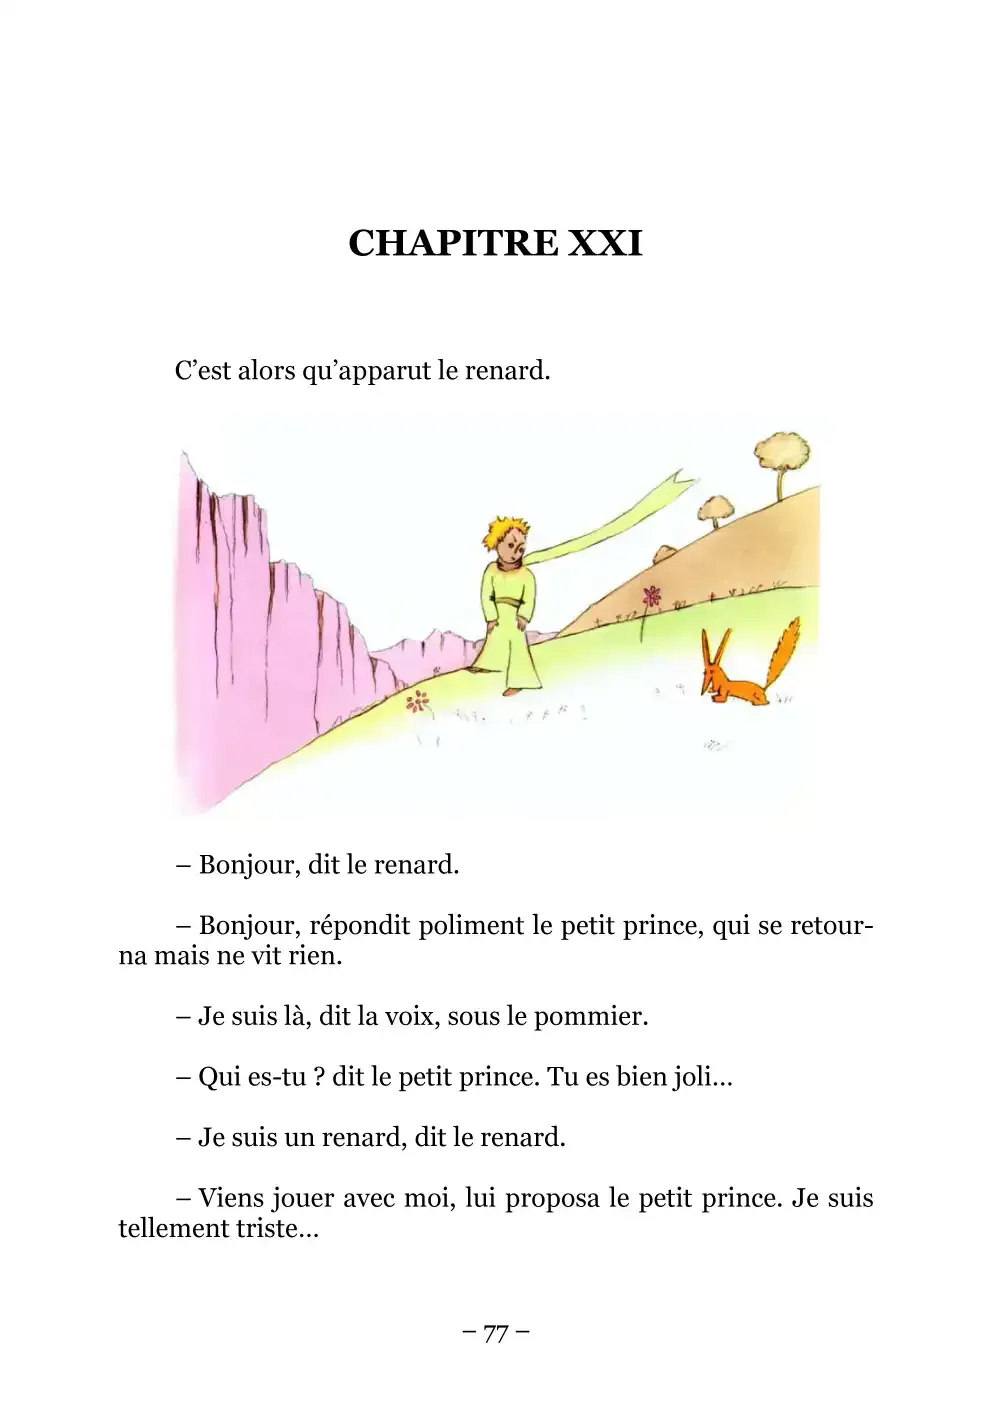 CHAPITRE XXI
C’est alors qu’apparut le renard.
– Bonjour, dit le renard.
– Bonjour, répondit poliment le petit prince, qui se retour-
na mais ne vit rien.
– Je suis là, dit la voix, sous le pommier.
– Qui es-tu ? dit le petit prince. Tu es bien joli…
– Je suis un renard, dit le renard.
– Viens jouer avec moi, lui proposa le petit prince. Je suis
tellement triste…
– 77 –